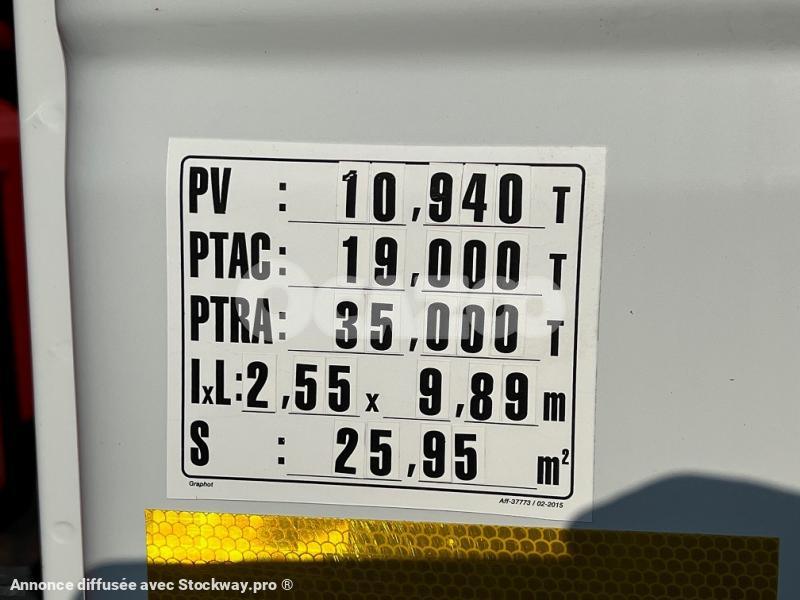 PV : 10,940 T
PTAC: 19,000 T
PTRA: 35,000 T
IxL:2,55 x 9,89 m
S : 25,95 m²
Graphot
Aff-37773 / 02-2015
Annonce diffusée avec Stockway.pro ®